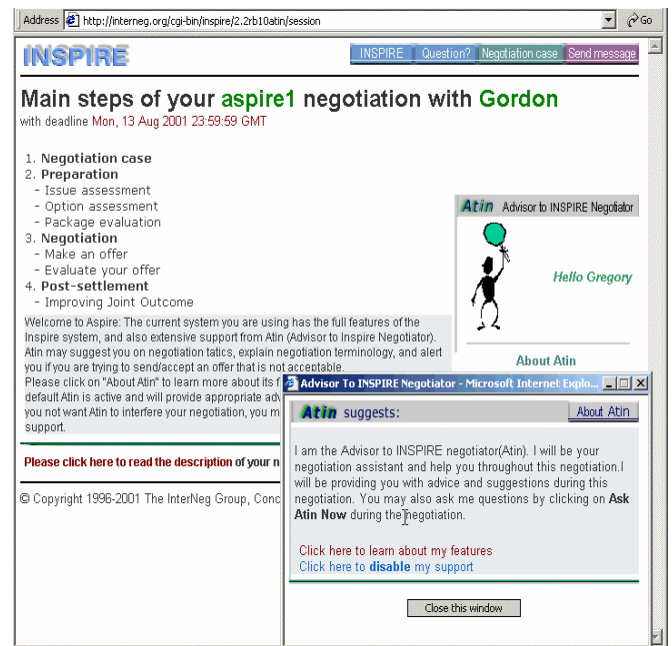 Address http://interneg.org/cgi-bin/inspire/2.2rb10atin/session Go
INSPIRE
INSPIRE Question? Negotiation case Send message
Main steps of your aspire1 negotiation with Gordon
with deadline Mon, 13 Aug 2001 23:59:59 GMT
1. Negotiation case
2. Preparation
- Issue assessment
- Option assessment
- Package evaluation
3. Negotiation
- Make an offer
- Evaluate your offer
4. Post-settlement
- Improving Joint Outcome
Atin Advisor to INSPIRE Negotiator
Hello Gregory
About Atin
Welcome to Aspire: The current system you are using has the full features of the
Inspire system, and also extensive support from Atin (Advisor to Inspire Negotiator).
Atin may suggest you on negotiation tatics, explain negotiation terminology, and alert
you if you are trying to send/accept an offer that is not acceptable.
Please click on "About Atin" to learn more about its f
default Atin is active and will provide appropriate adv
you not want Atin to interfere your negotiation, you m
support.
Please click here to read the description of your n
© Copyright 1996-2001 The InterNeg Group, Conc
Advisor To INSPIRE Negotiator - Microsoft Internet Explo...
Atin suggests: About Atin
I am the Advisor to INSPIRE negotiator(Atin). I will be your
negotiation assistant and help you throughout this negotiation.I
will be providing you with advice and suggestions during this
negotiation. You may also ask me questions by clicking on Ask
Atin Now during the negotiation.
Click here to learn about my features
Click here to disable my support
Close this window